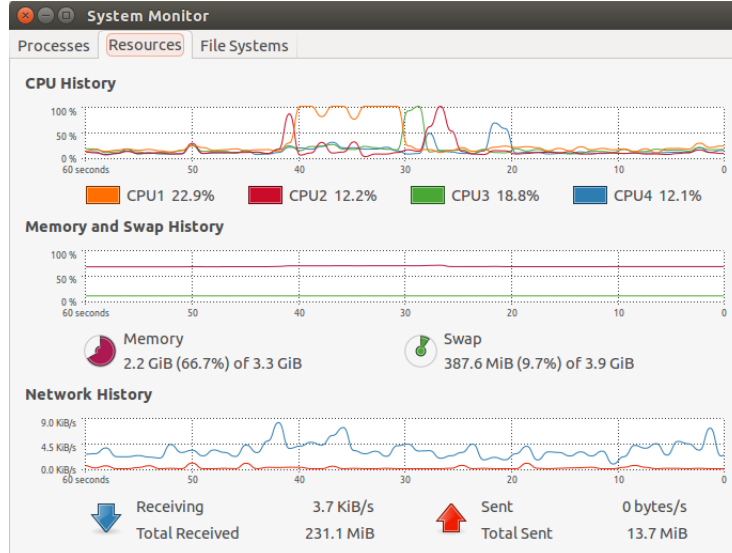 System Monitor
Processes Resources File Systems
CPU History
100 %
50 %
0 %
60 seconds 50 40 30 20 10 0
CPU1 22.9% CPU2 12.2% CPU3 18.8% CPU4 12.1%
Memory and Swap History
100 %
50 %
0 %
60 seconds 50 40 30 20 10 0
Memory Swap
2.2 GiB (66.7%) of 3.3 GiB 387.6 MiB (9.7%) of 3.9 GiB
Network History
9.0 KiB/s
4.5 KiB/s
0.0 KiB/s
60 seconds 50 40 30 20 10 0
Receiving 3.7 KiB/s Sent 0 bytes/s
Total Received 231.1 MiB Total Sent 13.7 MiB